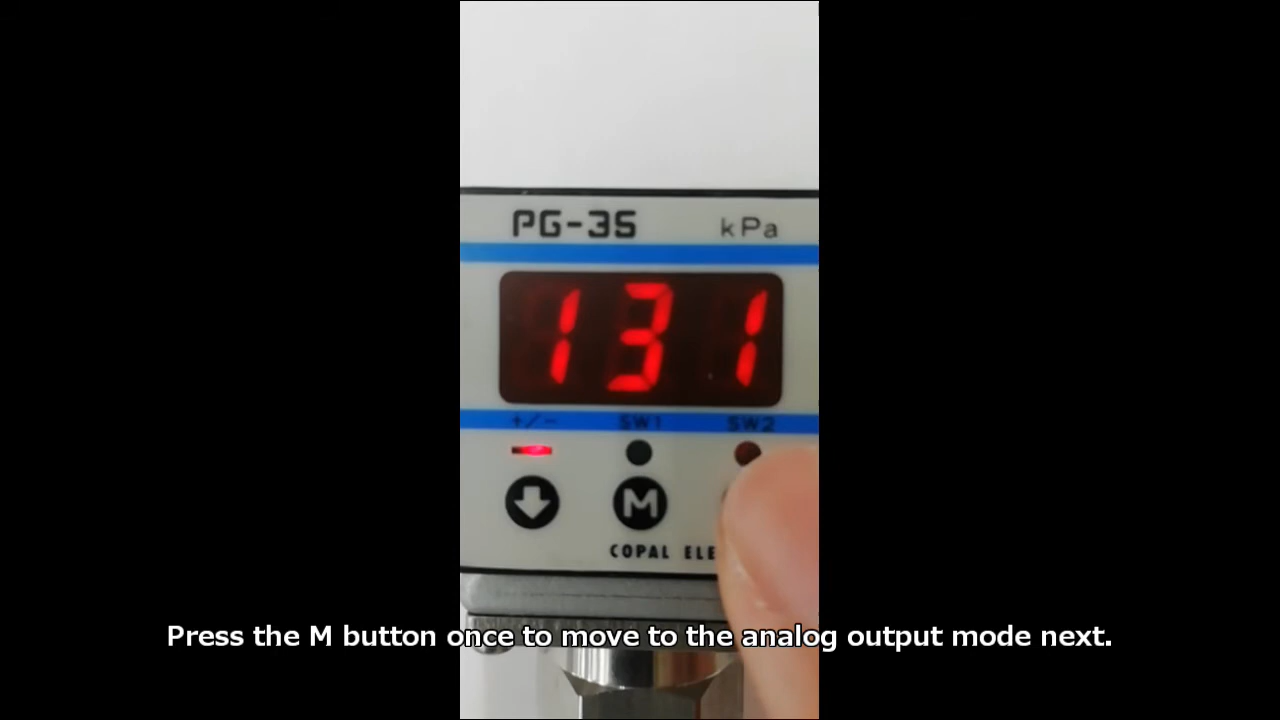 PG-35 kPa
131
+/- SW1 SW2
M
COPAL ELE
Press the M button once to move to the analog output mode next.